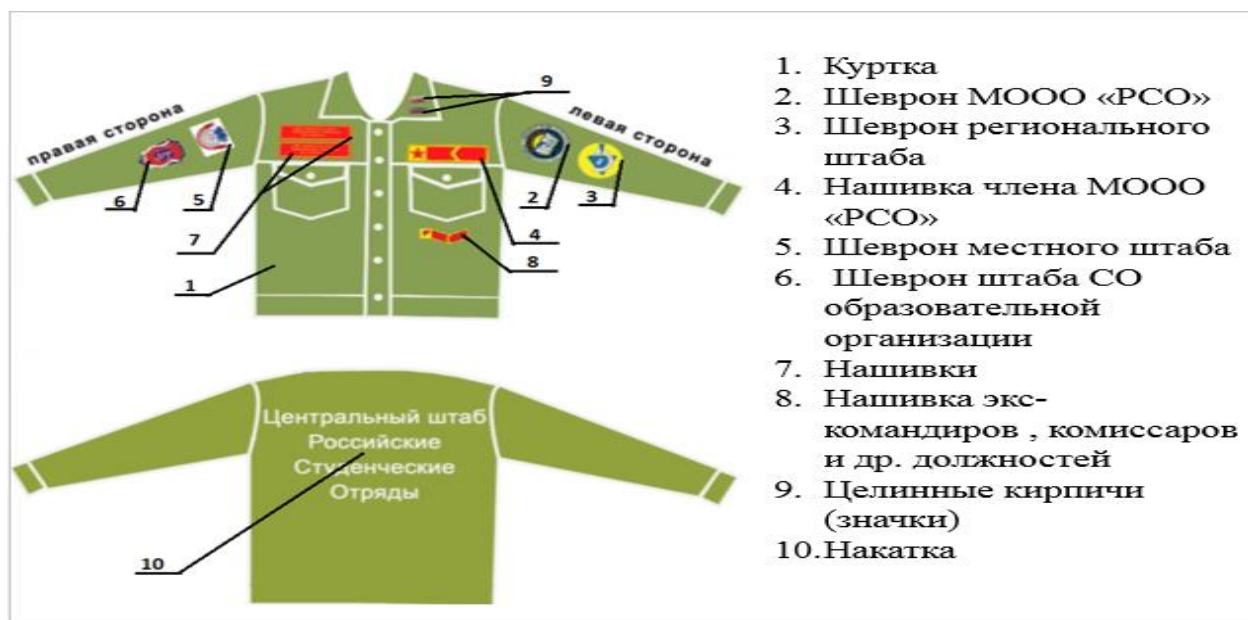 правая сторона
левая сторона
9
6
5
7
1
2
3
4
8
1. Куртка
2. Шеврон МООО «РСО»
3. Шеврон регионального
штаба
4. Нашивка члена МООО
«РСО»
5. Шеврон местного штаба
6. Шеврон штаба СО
образовательной
организации
7. Нашивки
8. Нашивка экс-
командиров , комиссаров
и др. должностей
9. Целинные кирпичи
(значки)
10.Накатка
Центральный штаб
Российские
Студенческие
Отряды
10